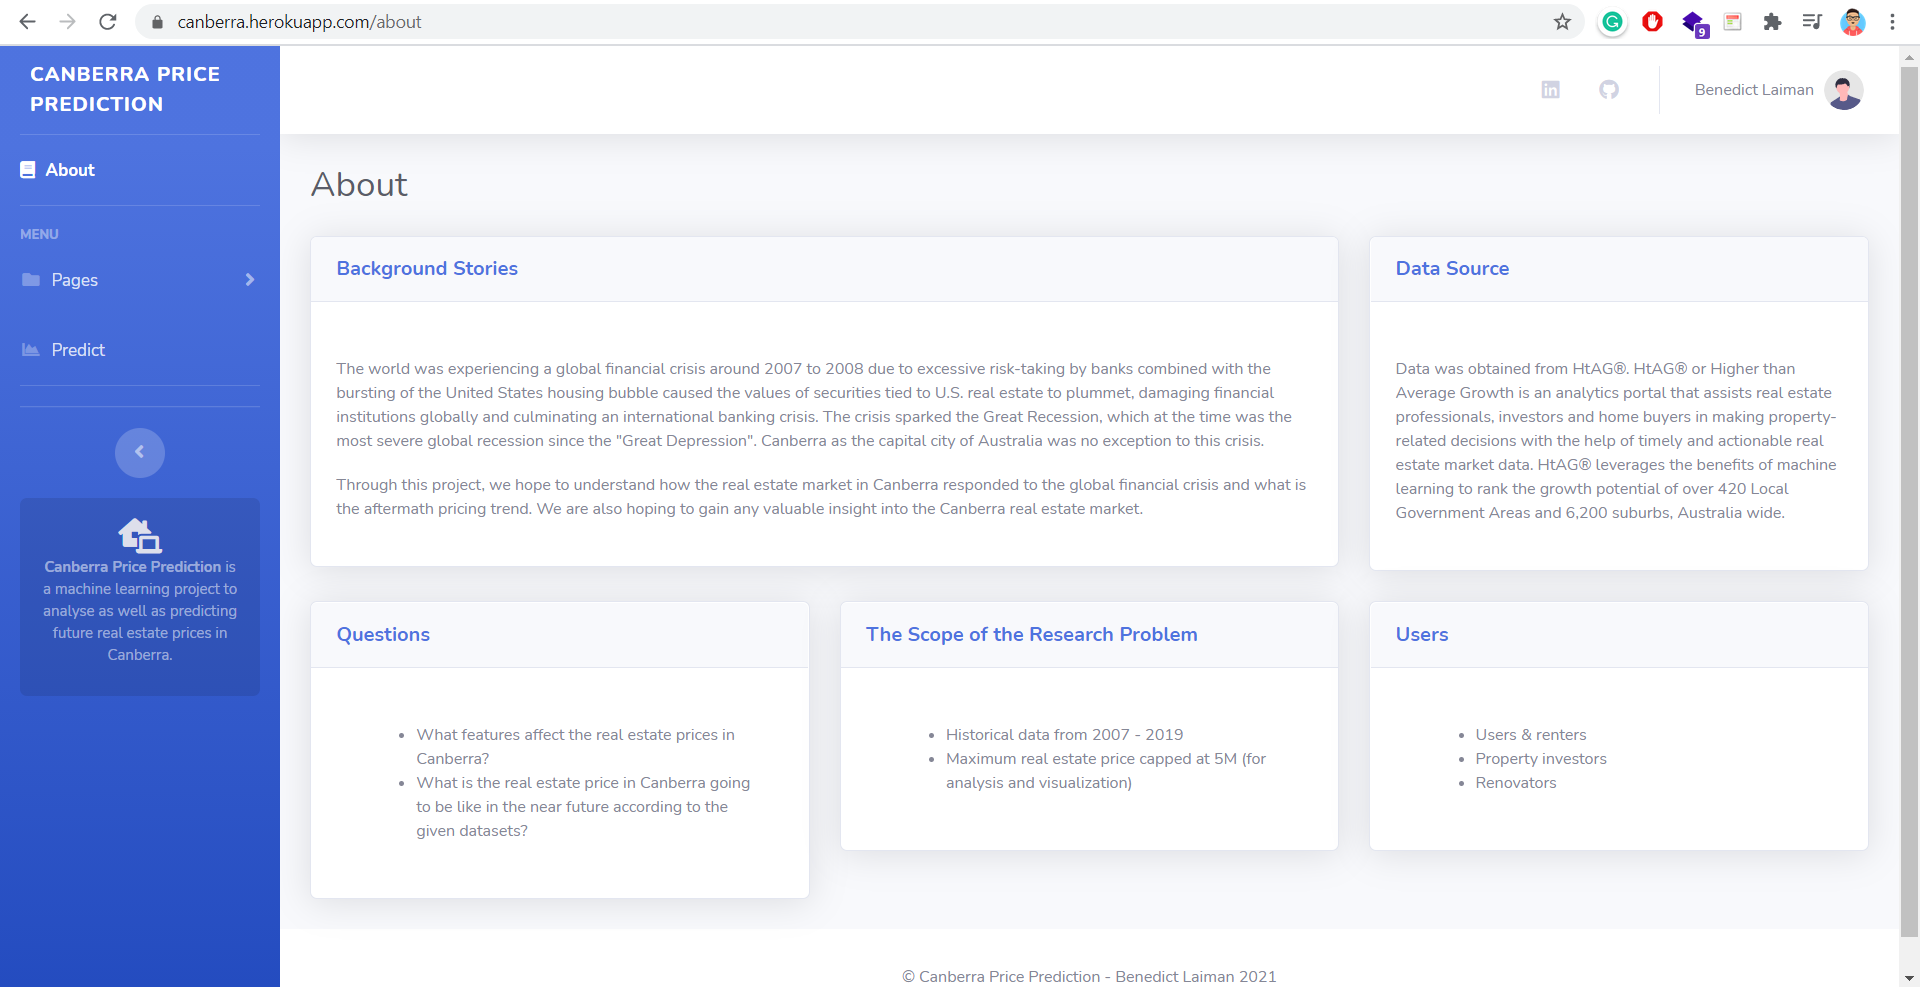 canberra.herokuapp.com/about
9
CANBERRA PRICE
PREDICTION
About
MENU
Pages
Predict
Canberra Price Prediction is
a machine learning project to
analyse as well as predicting
future real estate prices in
Canberra.
Benedict Laiman
About
Background Stories
The world was experiencing a global financial crisis around 2007 to 2008 due to excessive risk-taking by banks combined with the
bursting of the United States housing bubble caused the values of securities tied to U.S. real estate to plummet, damaging financial
institutions globally and culminating an international banking crisis. The crisis sparked the Great Recession, which at the time was the
most severe global recession since the "Great Depression". Canberra as the capital city of Australia was no exception to this crisis.
Through this project, we hope to understand how the real estate market in Canberra responded to the global financial crisis and what is
the aftermath pricing trend. We are also hoping to gain any valuable insight into the Canberra real estate market.
Data Source
Data was obtained from HtAG®. HtAG® or Higher than
Average Growth is an analytics portal that assists real estate
professionals, investors and home buyers in making property-
related decisions with the help of timely and actionable real
estate market data. HtAG® leverages the benefits of machine
learning to rank the growth potential of over 420 Local
Government Areas and 6,200 suburbs, Australia wide.
Questions
• What features affect the real estate prices in
Canberra?
• What is the real estate price in Canberra going
to be like in the near future according to the
given datasets?
The Scope of the Research Problem
• Historical data from 2007 - 2019
• Maximum real estate price capped at 5M (for
analysis and visualization)
Users
• Users & renters
• Property investors
• Renovators
© Canberra Price Prediction - Benedict Laiman 2021